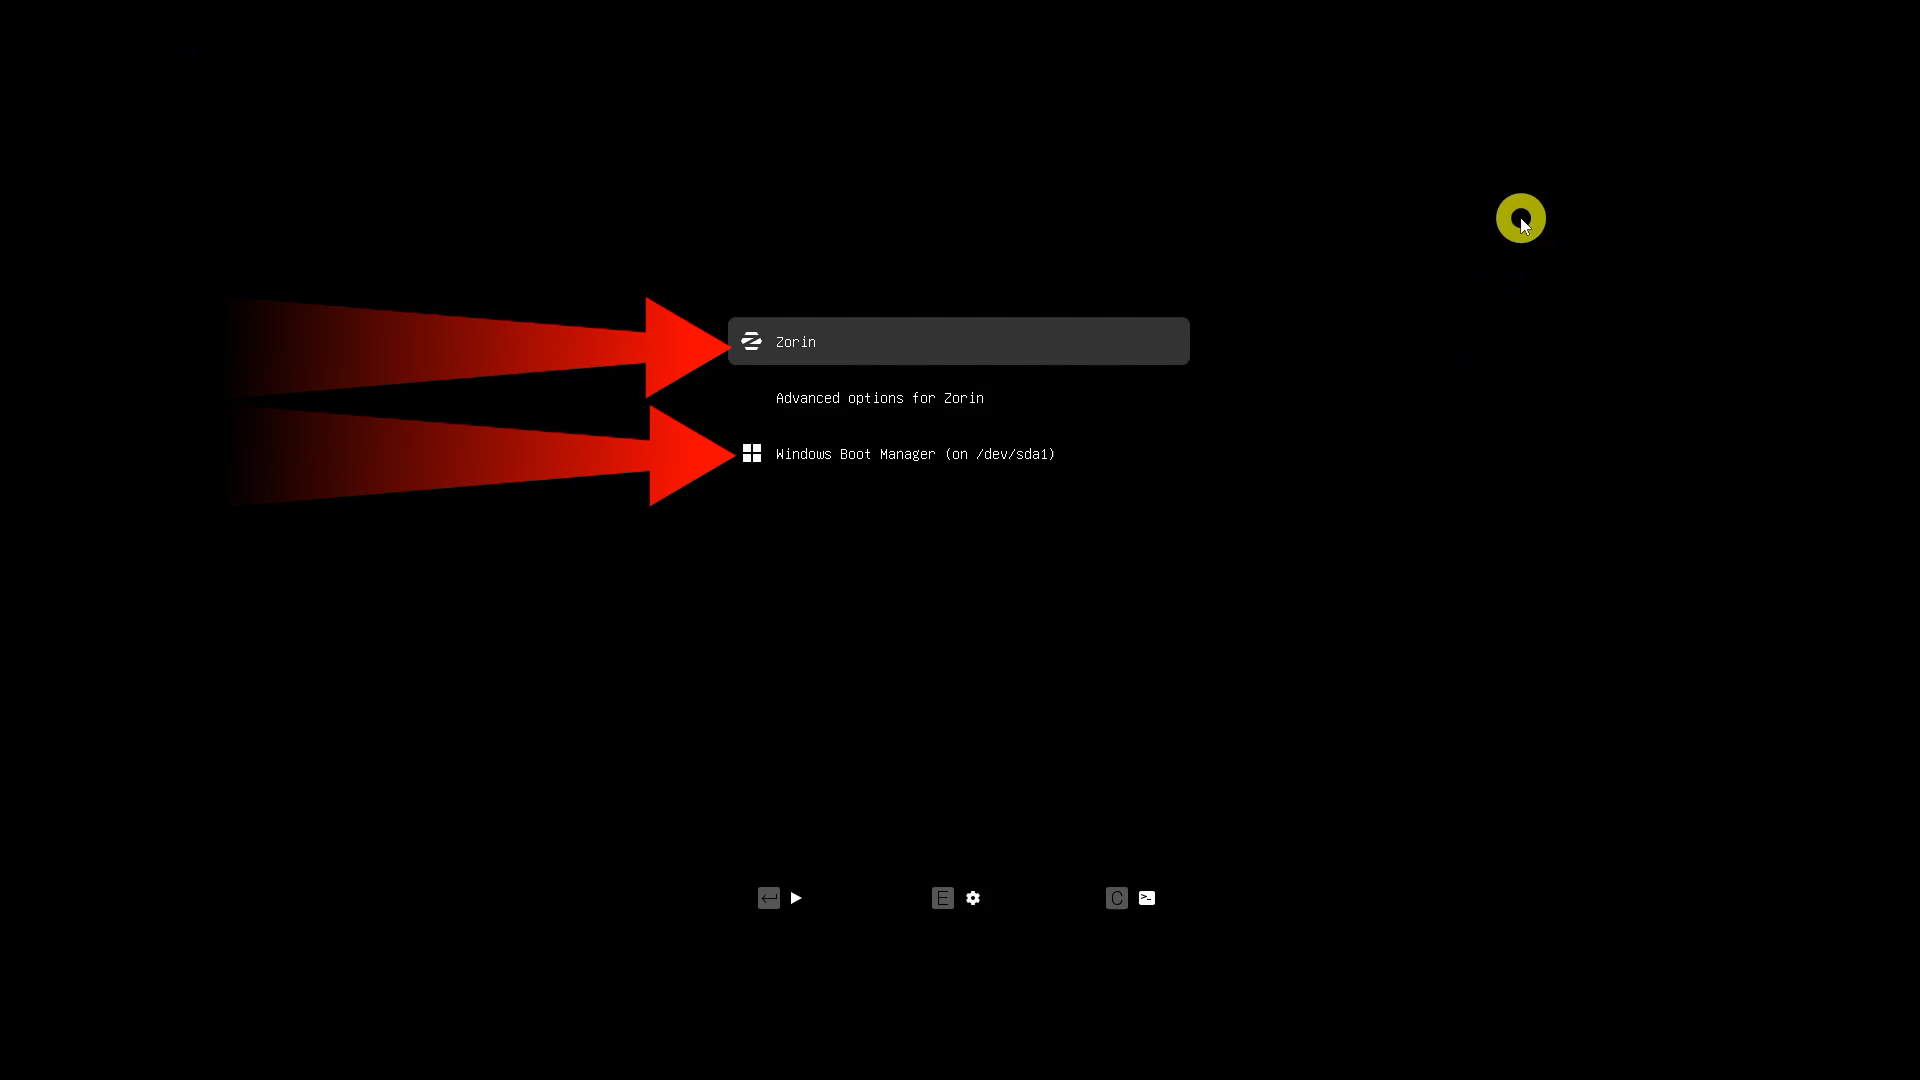 Zorin
Advanced options for Zorin
Windows Boot Manager (on /dev/sda1)
E
C